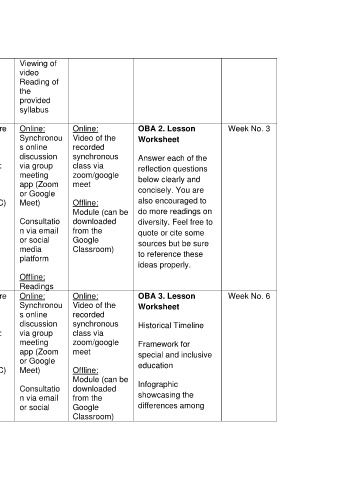 Viewing of
video
Reading of
the
provided
syllabus
re
:
C)
Online:
Synchronou
s online
discussion
via group
meeting
app (Zoom
or Google
Meet)
Consultatio
n via email
or social
media
platform
Offline:
Readings
Online:
Video of the
recorded
synchronous
class via
zoom/google
meet
Offline:
Module (can be
downloaded
from the
Google
Classroom)
OBA 2. Lesson
Worksheet
Answer each of the
reflection questions
below clearly and
concisely. You are
also encouraged to
do more readings on
diversity. Feel free to
quote or cite some
sources but be sure
to reference these
ideas properly.
Week No. 3
re
:
C)
Online:
Synchronou
s online
discussion
via group
meeting
app (Zoom
or Google
Meet)
Consultatio
n via email
or social
Online:
Video of the
recorded
synchronous
class via
zoom/google
meet
Offline:
Module (can be
downloaded
from the
Google
Classroom)
OBA 3. Lesson
Worksheet
Historical Timeline
Framework for
special and inclusive
education
Infographic
showcasing the
differences among
Week No. 6